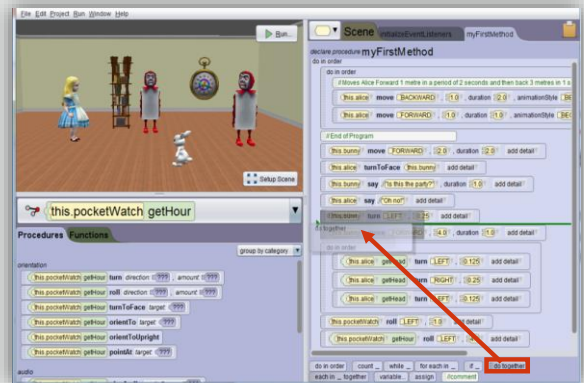 File Edit Project Run Window Help
Run...
Setup Scene
this.pocketWatch getHour
Procedures Functions
group by category
orientation
this.pocketWatch getHour turn direction ??? , amount ???
this.pocketWatch getHour roll direction ??? , amount ???
this.pocketWatch getHour turnToFace target ???
this.pocketWatch getHour orientTo target ???
this.pocketWatch getHour orientToUpright
this.pocketWatch getHour pointAt target ???
audio
Scene initializeEventListeners myFirstMethod
declare procedure myFirstMethod
do in order
do in order
//Moves Alice Forward 1 metre in a period of 2 seconds and then back 3 metres in 1 s
this.alice move BACKWARD , 1.0 , duration 2.0 , animationStyle
this.alice move FORWARD , 1.0 , duration 1.0 , animationStyle
//End of Program
this.bunny move FORWARD , 2.0 , duration 2.0 add detail
this.alice turnToFace this.bunny add detail
this.bunny say "Is this the party?" , duration 1.0 add detail
this.alice say "Oh no!" add detail
this.bunny turn LEFT , 0.25 add detail
do together
4.0 , duration 1.0 add detail
do in order
this.alice getHead turn LEFT , 0.125 add detail
this.alice getHead turn RIGHT , 0.25 add detail
this.alice getHead turn LEFT , 0.125 add detail
this.pocketWatch roll LEFT , 1.0 add detail
this.pocketWatch getHour roll LEFT , add detail
do in order count _ while _ for each in _ if _ do together
each in _ together variable... assign //comment